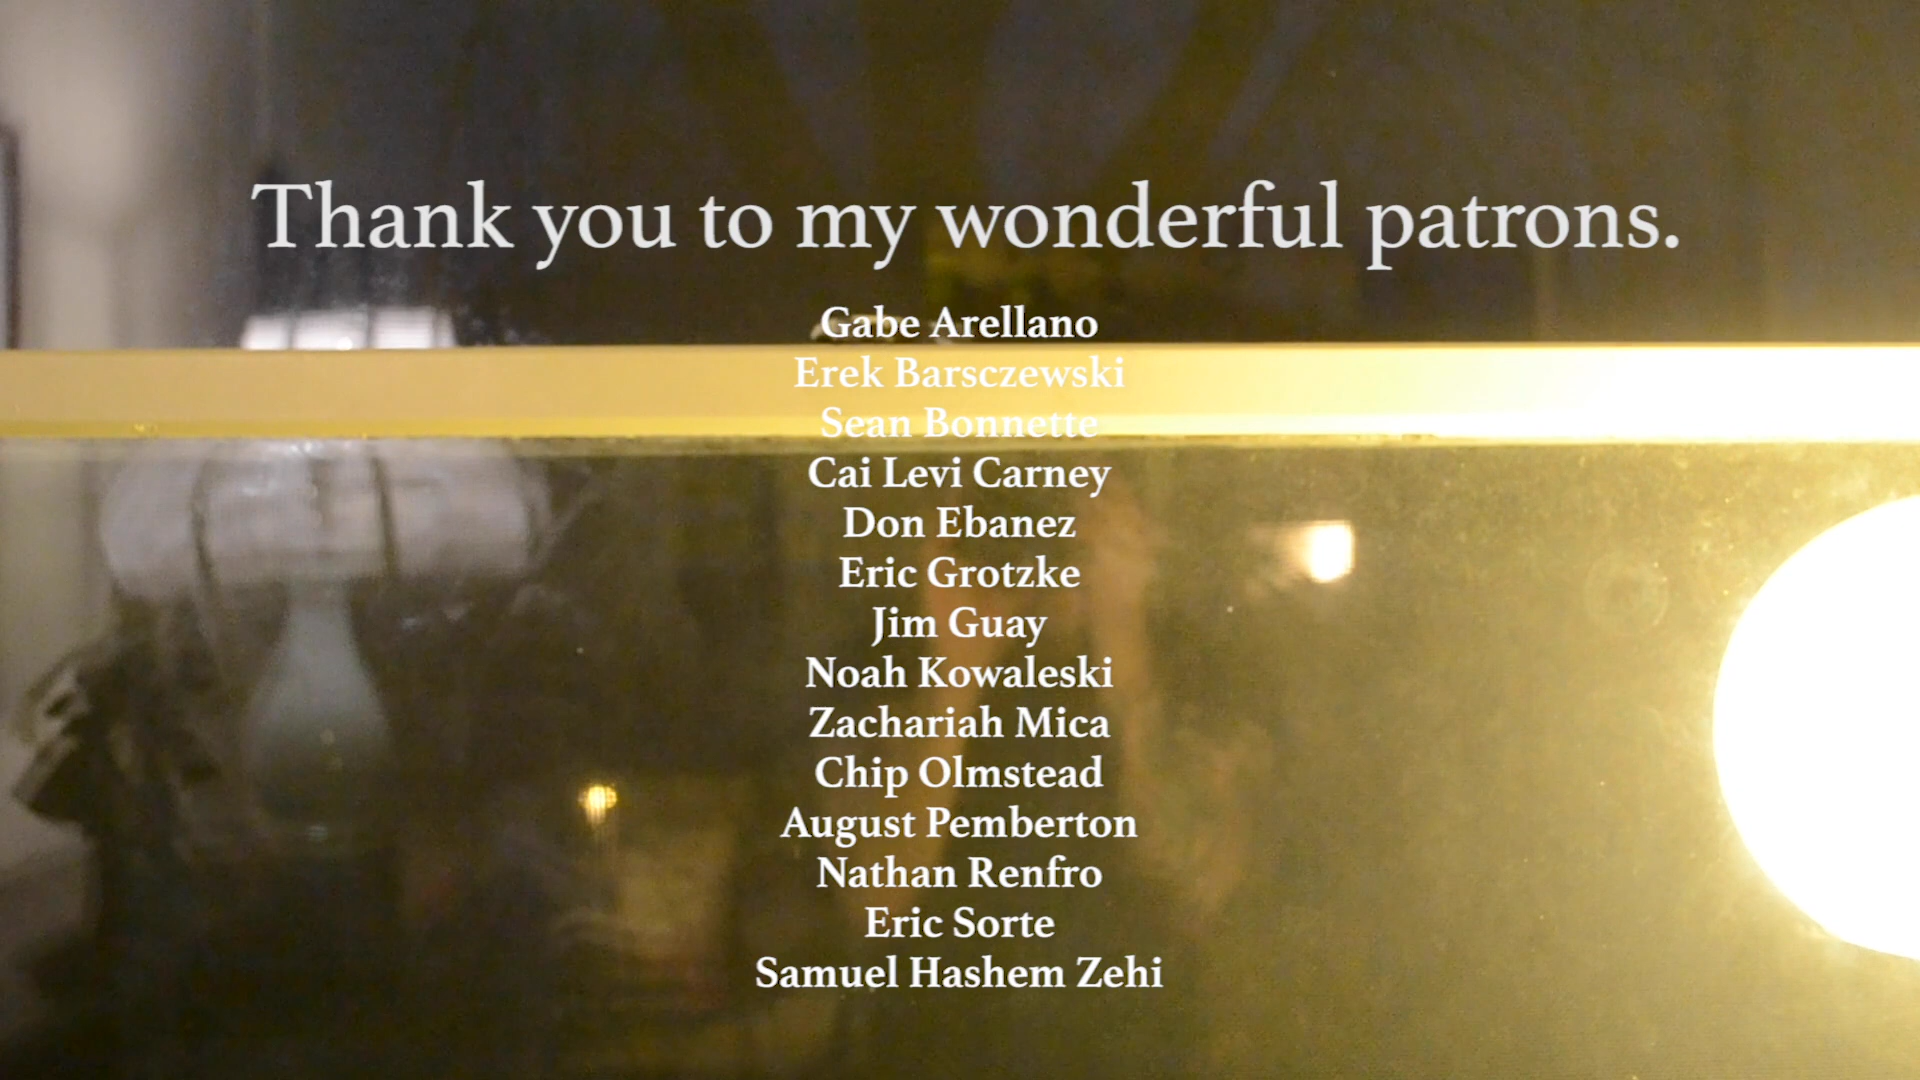 Thank you to my wonderful patrons.
Gabe Arellano
Erek Barsczewski
Sean Bonnette
Cai Levi Carney
Don Ebanez
Eric Grotzke
Jim Guay
Noah Kowaleski
Zachariah Mica
Chip Olmstead
August Pemberton
Nathan Renfro
Eric Sorte
Samuel Hashem Zehi